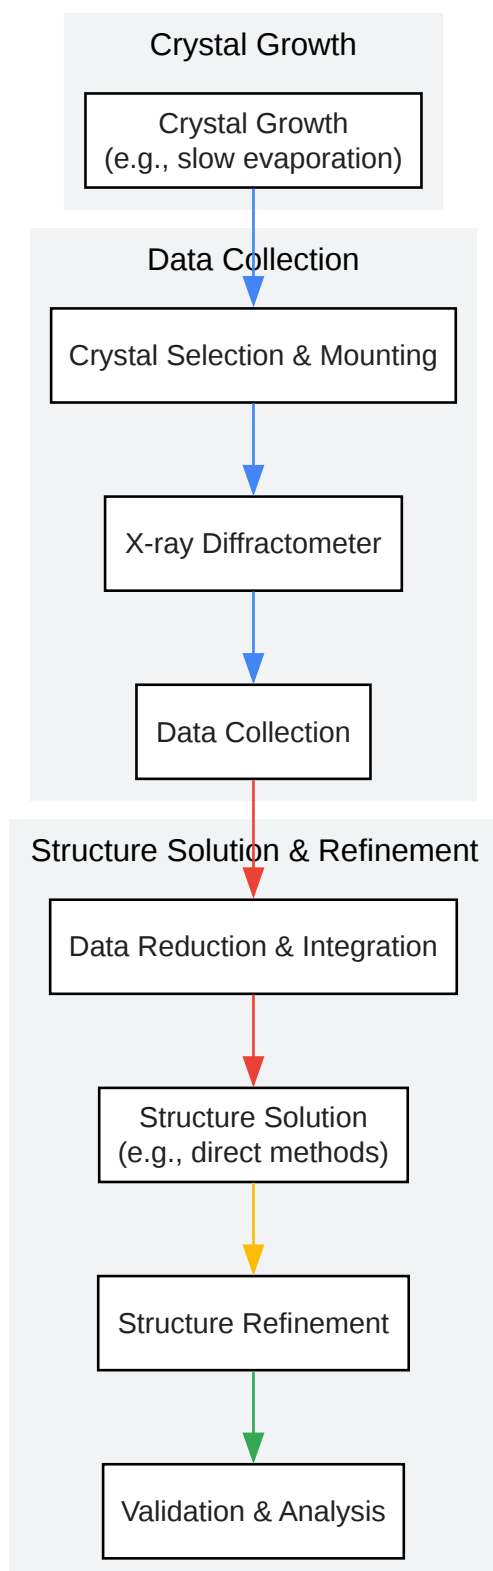 Crystal Growth
Crystal Growth
(e.g., slow evaporation)
Data Collection
Crystal Selection & Mounting
X-ray Diffractometer
Data Collection
Structure Solution & Refinement
Data Reduction & Integration
Structure Solution
(e.g., direct methods)
Structure Refinement
Validation & Analysis